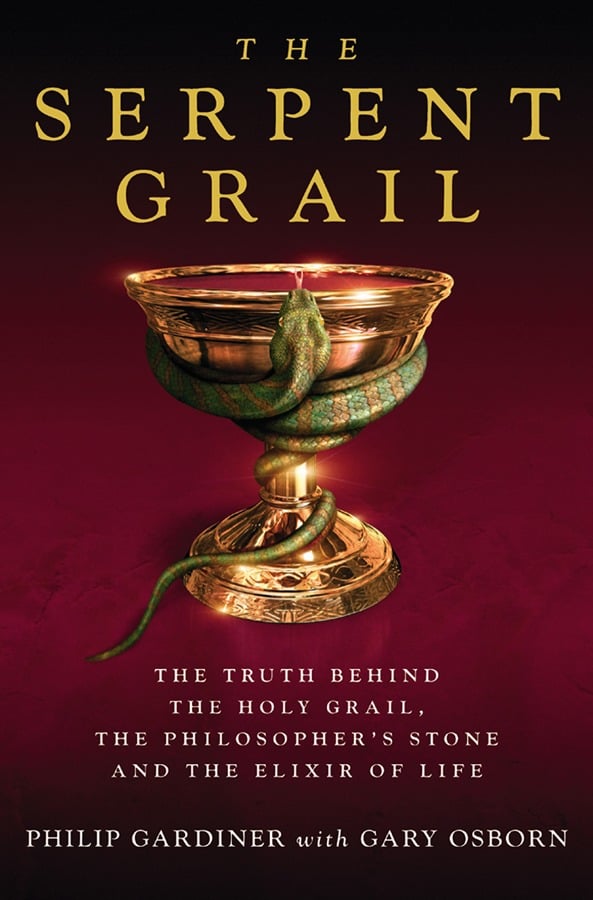 THE
SERPENT
GRAIL
THE TRUTH BEHIND
THE HOLY GRAIL,
THE PHILOSOPHER'S STONE
AND THE ELIXIR OF LIFE
PHILIP GARDINER with GARY OSBORN